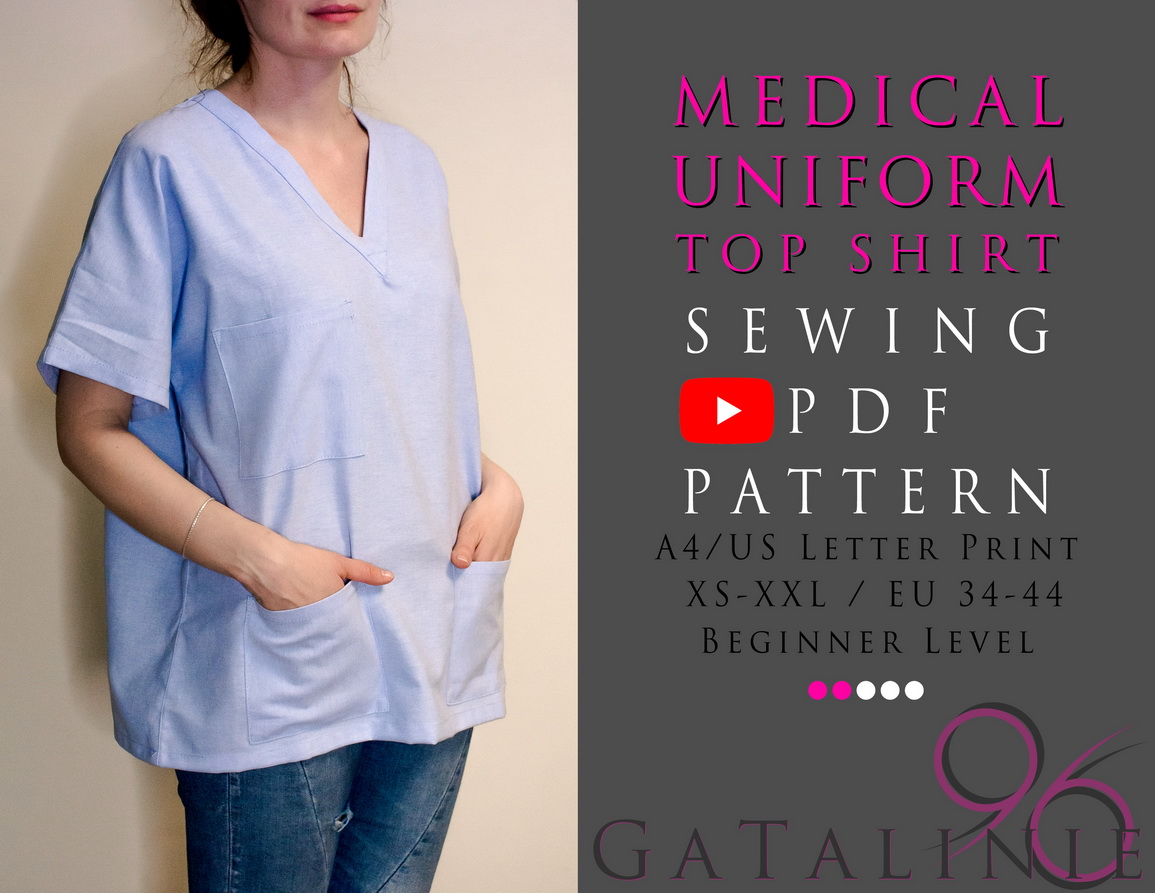 MEDICAL
UNIFORM
TOP SHIRT
SEWING
PDF
PATTERN
A4/US LETTER PRINT
XS-XXL / EU 34-44
BEGINNER LEVEL
96
GATALINIE